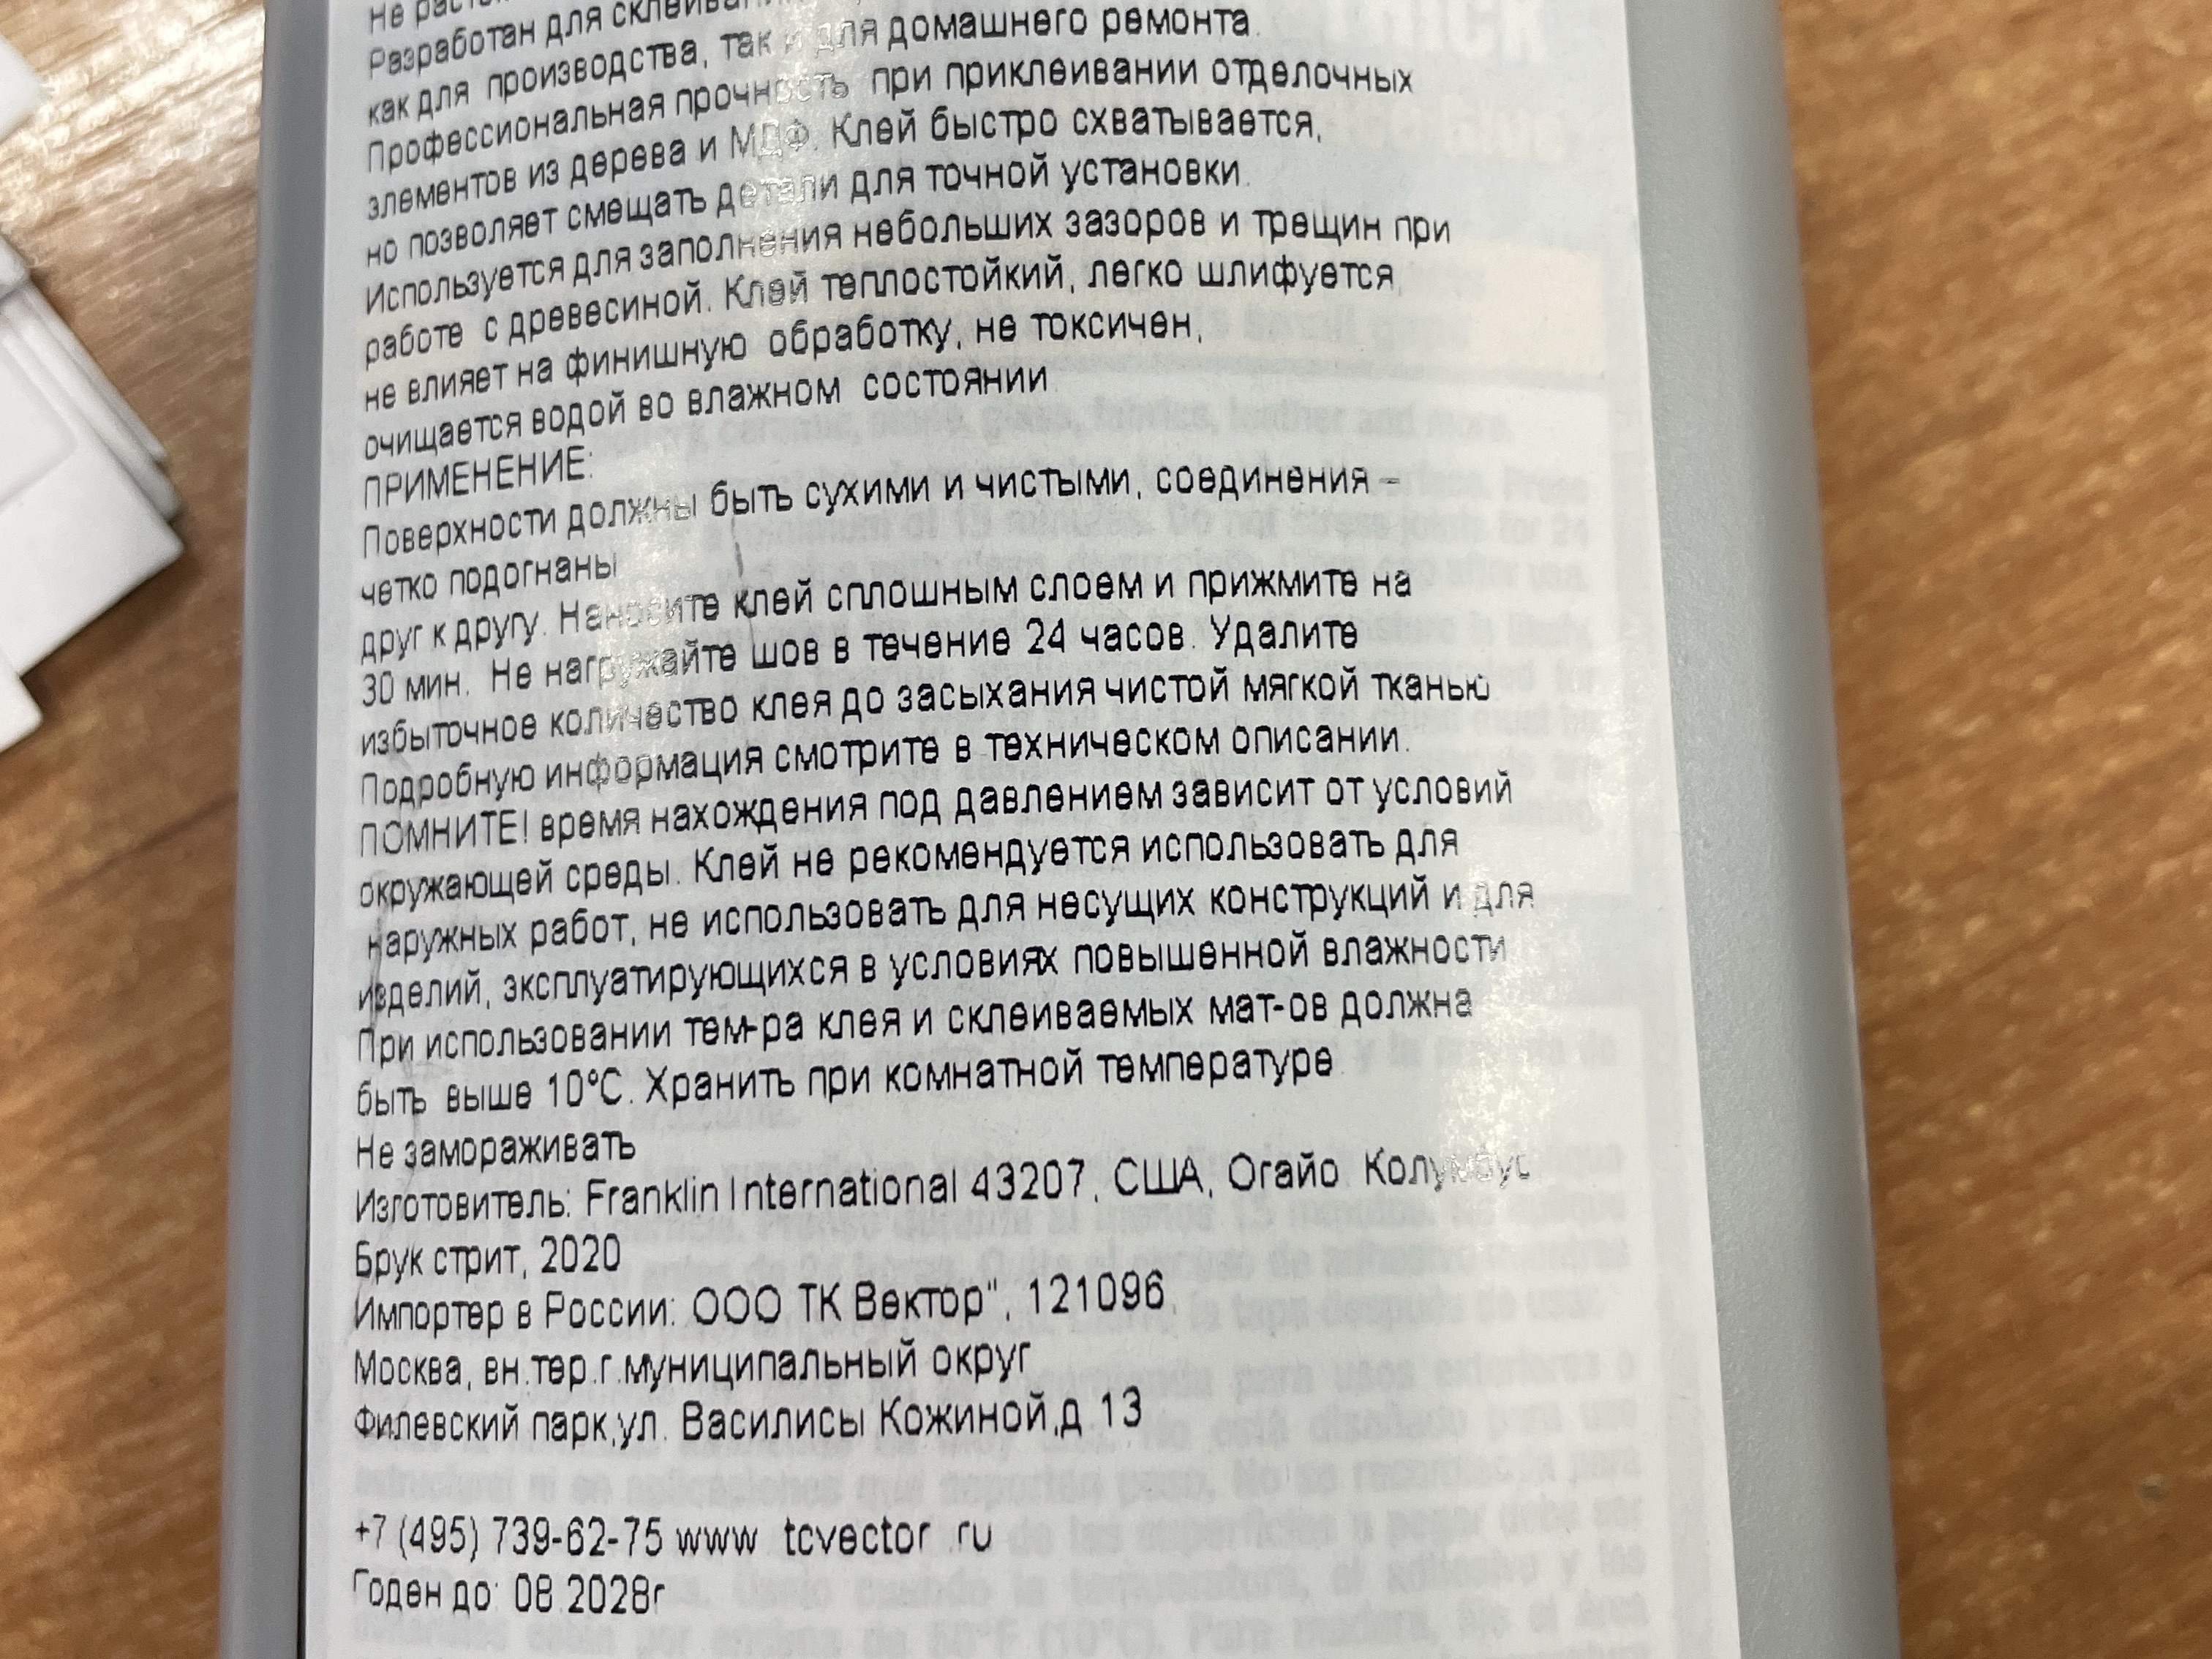 Не
Разработан для склеивания
как для производства, так и для домашнего ремонта.
Профессиональная прочность при приклеивании отделочных
элементов из дерева и МДФ. Клей быстро схватывается,
но позволяет смещать детали для точной установки.
Используется для заполнения небольших зазоров и трещин при
работе с древесиной. Клей теплостойкий, легко шлифуется,
не влияет на финишную обработку, не токсичен,
очищается водой во влажном состоянии
ПРИМЕНЕНИЕ:
Поверхности должны быть сухими и чистыми, соединения –
четко подогнаны
друг к другу. Наносите клей сплошным слоем и прижмите на
30 мин. Не нагружайте шов в течение 24 часов. Удалите
избыточное количество клея до засыхания чистой мягкой тканью
Подробную информация смотрите в техническом описании.
ПОМНИТЕ! время нахождения под давлением зависит от условий
окружающей среды. Клей не рекомендуется использовать для
наружных работ, не использовать для несущих конструкций и для
изделий, эксплуатирующихся в условиях повышенной влажности
При использовании тем-ра клея и склеиваемых мат-ов должна
быть выше 10°С. Хранить при комнатной температуре
Не замораживать
Изготовитель: Franklin International 43207, США, Огайо Колумбус
Брук стрит, 2020
Импортер в России: ООО ТК Вектор", 121096,
Москва, вн.тер.г.муниципальный округ
Филевский парк,ул. Василисы Кожиной,д 13
+7 (495) 739-62-75 www tcvector ru
Годен до: 08.2028г